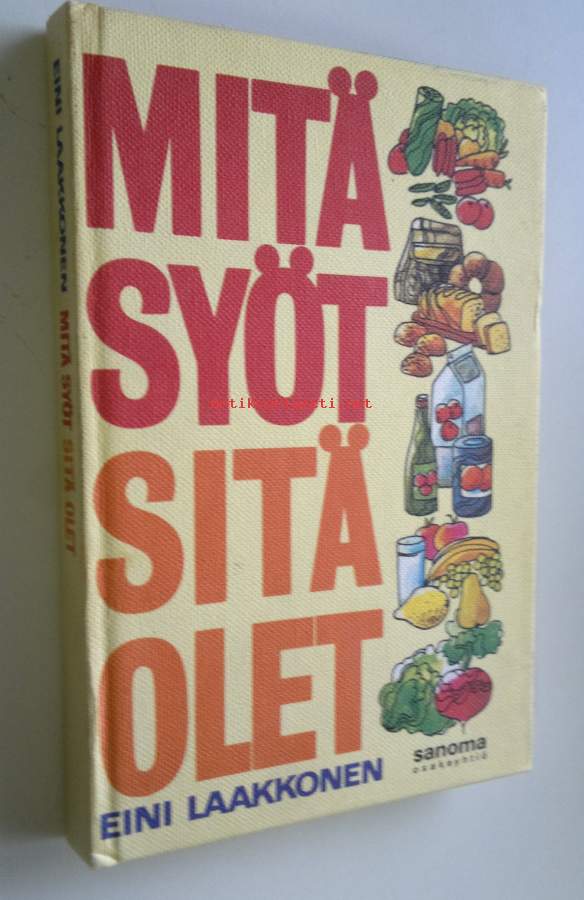 MITÄ
SYÖT
SITÄ
OLET
EINI LAAKKONEN
sanoma
osakeyhtiö
EINI LAAKKONEN MITÄ SYÖT SITÄ OLET